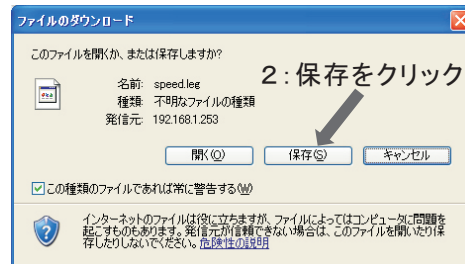 ファイルのダウンロード
このファイルを開くか、または保存しますか?
名前: speed.leg
種類: 不明なファイルの種類
発信元: 192.168.1.253
2:保存をクリック
開く(O)
保存(S)
キャンセル
この種類のファイルであれば常に警告する(W)
インターネットのファイルは役に立ちますが、ファイルによってはコンピュータに問題を
起こすものもあります。発信元が信頼できない場合は、このファイルを開いたり保
存したりしないでください。危険性の説明